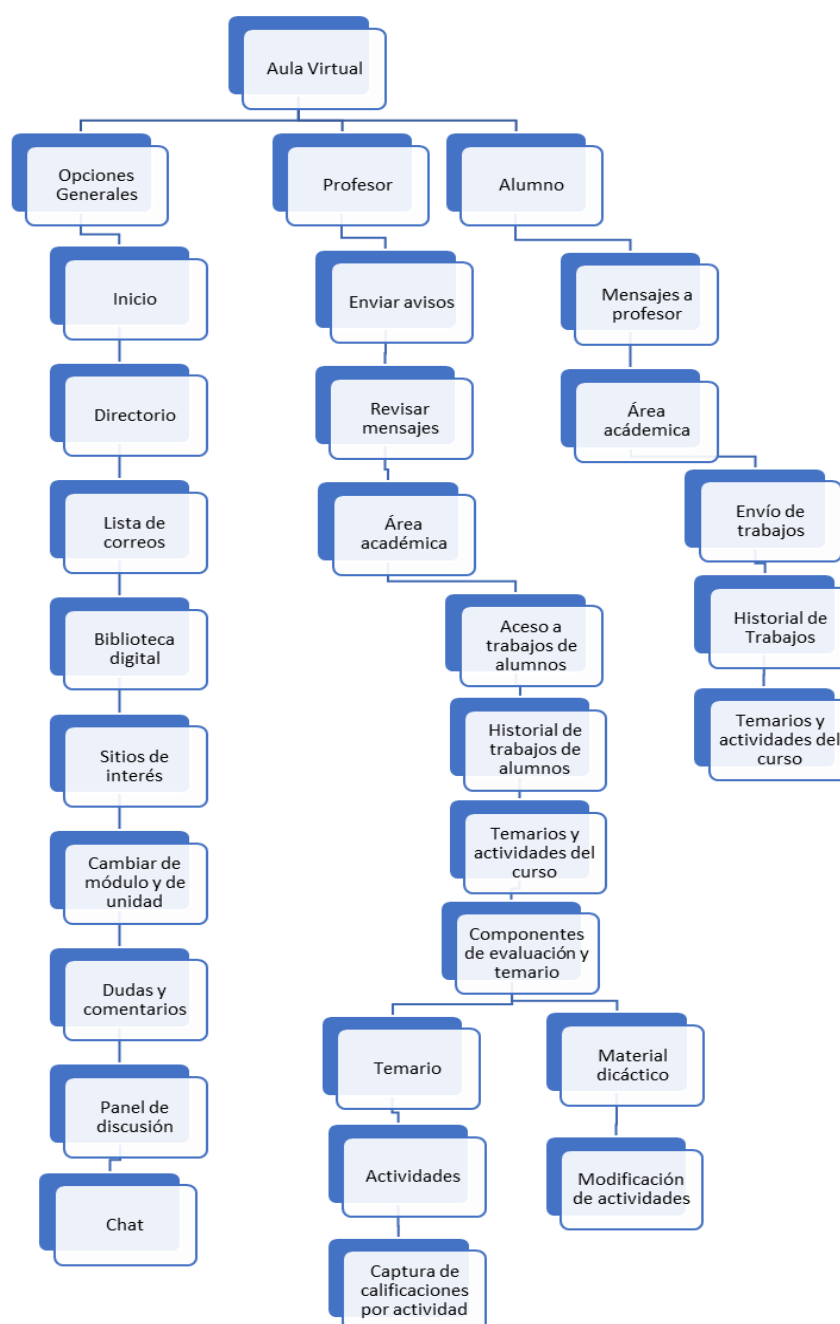 Aula Virtual
Opciones
Generales
Profesor
Alumno
Inicio
Directorio
Lista de
correos
Biblioteca
digital
Sitios de
interés
Cambiar de
módulo y de
unidad
Dudas y
comentarios
Panel de
discusión
Chat
Enviar avisos
Revisar
mensajes
Área
académica
Aceso a
trabajos de
alumnos
Historial de
trabajos de
alumnos
Temarios y
actividades del
curso
Componentes
de evaluación y
temario
Temario
Actividades
Captura de
calificaciones
por actividad
Material
dicáctico
Modificación
de actividades
Mensajes a
profesor
Área
acádemica
Envío de
trabajos
Historial de
Trabajos
Temarios y
actividades del
curso